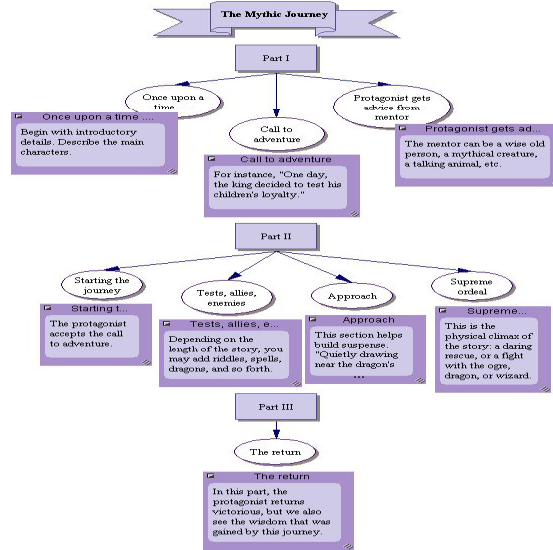 The Mythic Journey
Part I
Once upon a
time
Call to
adventure
Protagonist gets
advice from
mentor
Once upon a time ....
Begin with introductory
details. Describe the main
characters.
Call to adventure
For instance, "One day,
the king decided to test his
children's loyalty."
Protagonist gets ad...
The mentor can be a wise old
person, a mythical creature,
a talking animal, etc.
Part II
Starting the
journey
Tests, allies,
enemies
Approach
Supreme
ordeal
Starting t...
The protagonist
accepts the call
to adventure.
Tests, allies, e...
Depending on the
length of the story, you
may add riddles, spells,
dragons, and so forth.
Approach
This section helps
build suspense.
"Quietly drawing
near the dragon's
...
Supreme...
This is the
physical climax of
the story: a daring
rescue, or a fight
with the ogre,
dragon, or wizard.
Part III
The return
The return
In this part, the
protagonist returns
victorious, but we also
see the wisdom that was
gained by this journey.